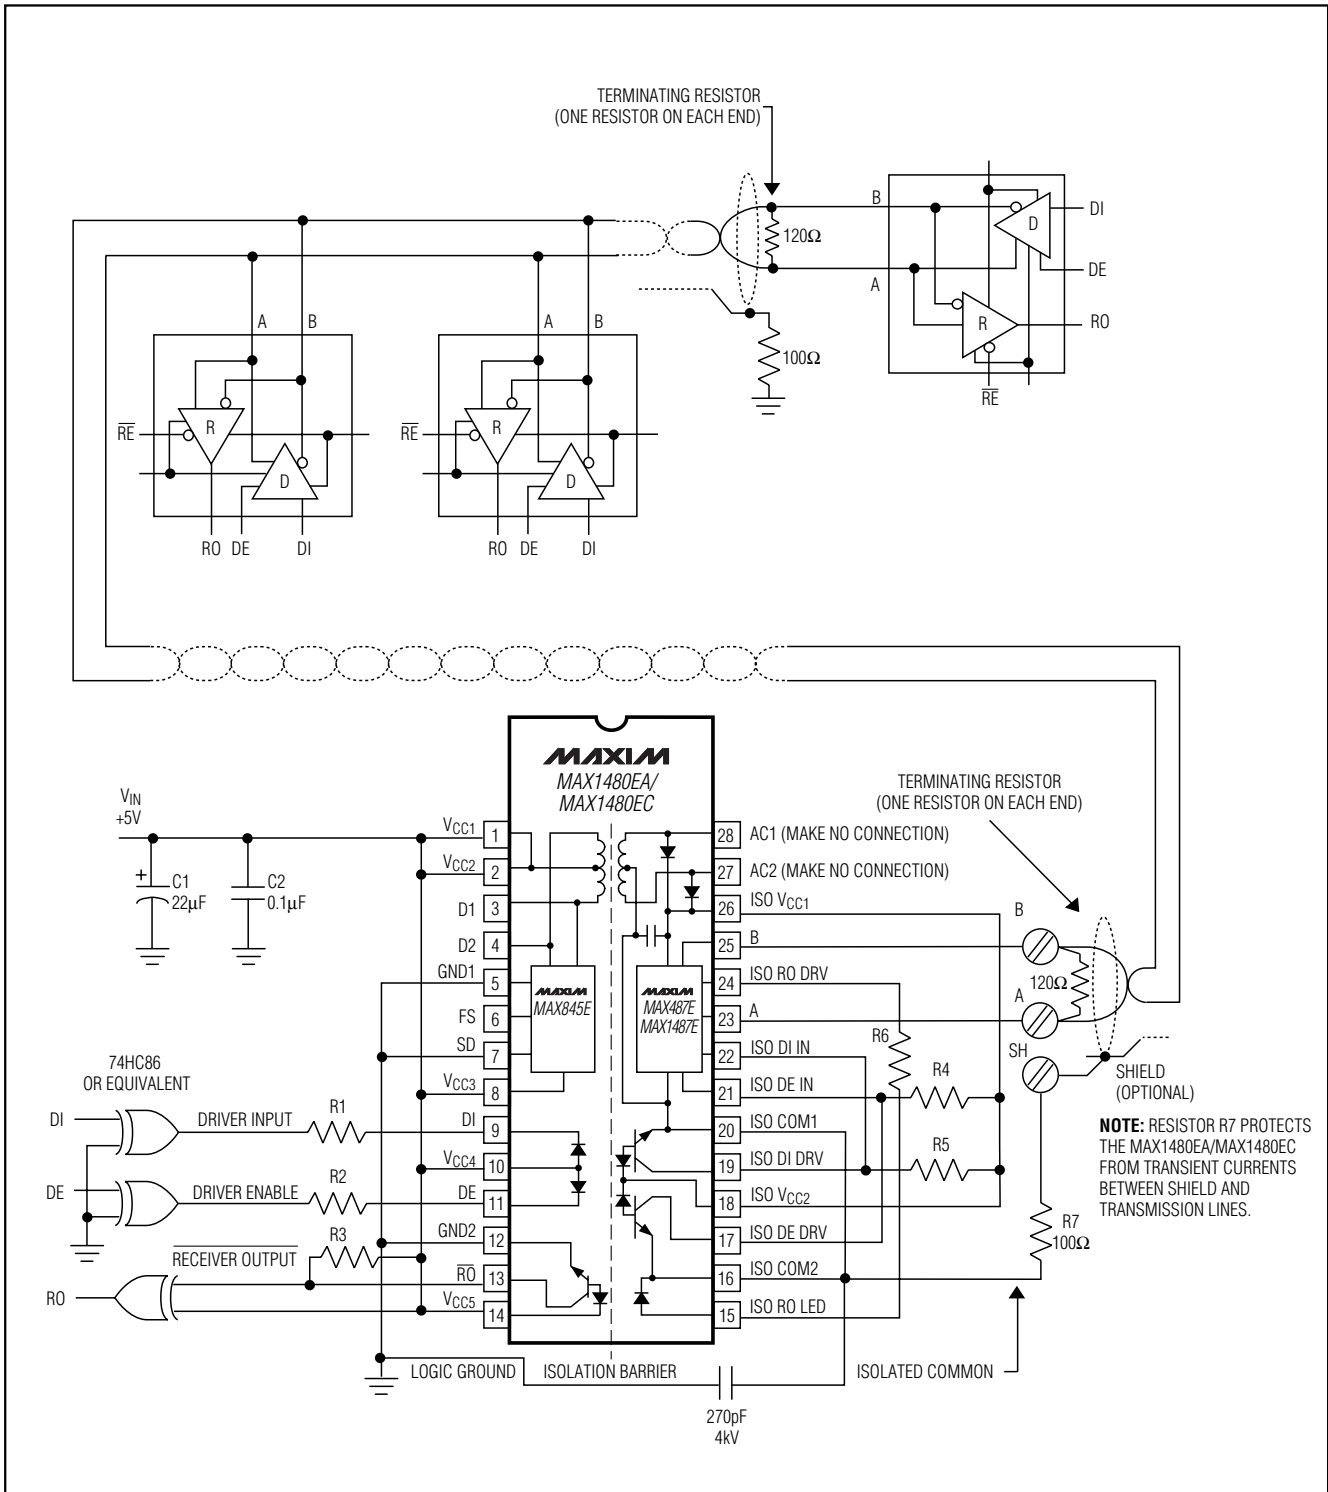 TERMINATING RESISTOR
(ONE RESISTOR ON EACH END)
B
A
120Ω
100Ω
D
R
DI
DE
RO
R̅E̅
A
B
R̅E̅
R
D
RO
DE
DI
A
B
R̅E̅
R
D
RO
DE
DI
MAXIM
MAX1480EA/
MAX1480EC
VIN
+5V
+
C1
22µF
C2
0.1µF
VCC1
1
VCC2
2
D1
3
D2
4
GND1
5
FS
6
SD
7
VCC3
8
DI
9
VCC4
10
DE
11
GND2
12
R̅O̅
13
VCC5
14
MAXIM
MAX845E
MAXIM
MAX487E
MAX1487E
28
AC1 (MAKE NO CONNECTION)
27
AC2 (MAKE NO CONNECTION)
26
ISO VCC1
25
B
24
ISO RO DRV
23
A
22
ISO DI IN
21
ISO DE IN
20
ISO COM1
19
ISO DI DRV
18
ISO VCC2
17
ISO DE DRV
16
ISO COM2
15
ISO RO LED
74HC86
OR EQUIVALENT
DI
DRIVER INPUT
R1
DE
DRIVER ENABLE
R2
R3
R̅E̅C̅E̅I̅V̅E̅R̅ O̅U̅T̅P̅U̅T̅
RO
R6
R4
R5
TERMINATING RESISTOR
(ONE RESISTOR ON EACH END)
B
120Ω
A
SH
SHIELD
(OPTIONAL)
NOTE: RESISTOR R7 PROTECTS
THE MAX1480EA/MAX1480EC
FROM TRANSIENT CURRENTS
BETWEEN SHIELD AND
TRANSMISSION LINES.
R7
100Ω
LOGIC GROUND
ISOLATION BARRIER
ISOLATED COMMON
270pF
4kV